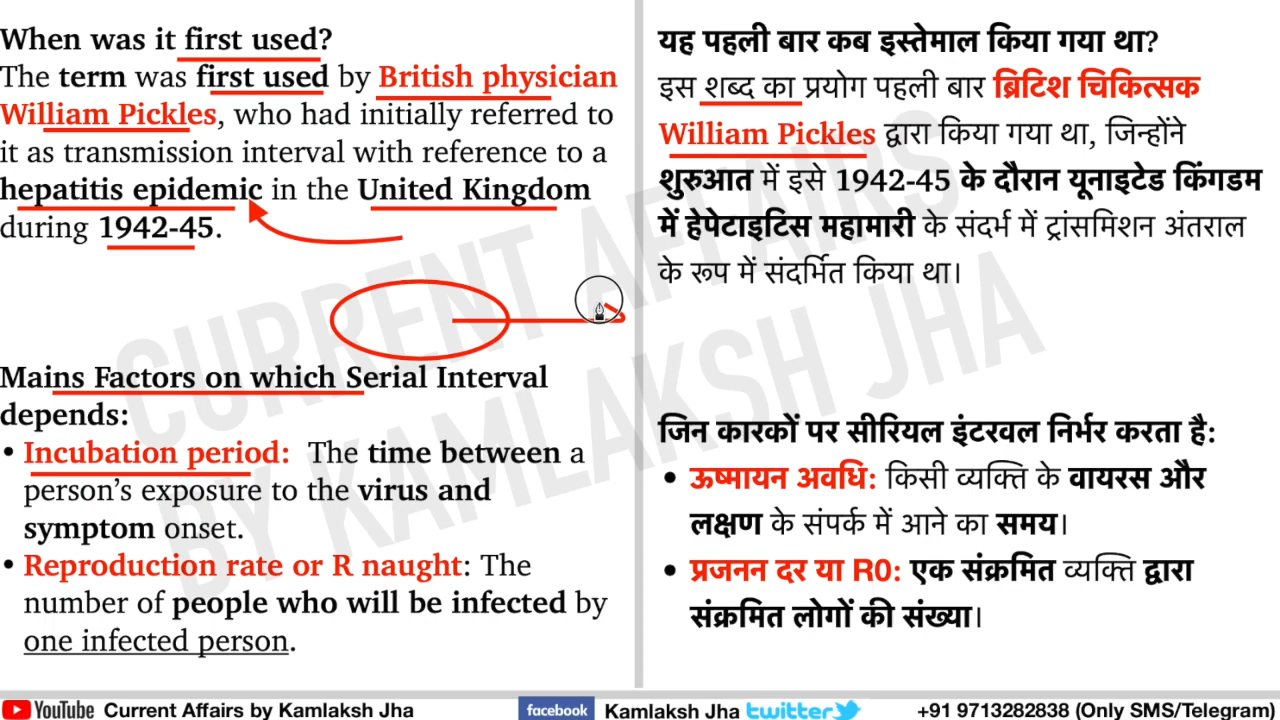 When was it first used?
The term was first used by British physician
William Pickles, who had initially referred to
it as transmission interval with reference to a
hepatitis epidemic in the United Kingdom
during 1942-45.
Mains Factors on which Serial Interval
depends:
• Incubation period: The time between a
person’s exposure to the virus and
symptom onset.
• Reproduction rate or R naught: The
number of people who will be infected by
one infected person.
यह पहली बार कब इस्तेमाल किया गया था?
इस शब्द का प्रयोग पहली बार ब्रिटिश चिकित्सक
William Pickles द्वारा किया गया था, जिन्होंने
शुरुआत में इसे 1942-45 के दौरान यूनाइटेड किंगडम
में हेपेटाइटिस महामारी के संदर्भ में ट्रांसमिशन अंतराल
के रूप में संदर्भित किया था।
जिन कारकों पर सीरियल इंटरवल निर्भर करता है:
• ऊष्मायन अवधि: किसी व्यक्ति के वायरस और
लक्षण के संपर्क में आने का समय।
• प्रजनन दर या R0: एक संक्रमित व्यक्ति द्वारा
संक्रमित लोगों की संख्या।
CURRENT AFFAIRS
BY KAMLAKSH JHA
YouTube Current Affairs by Kamlaksh Jha facebook Kamlaksh Jha twitter +91 9713282838 (Only SMS/Telegram)